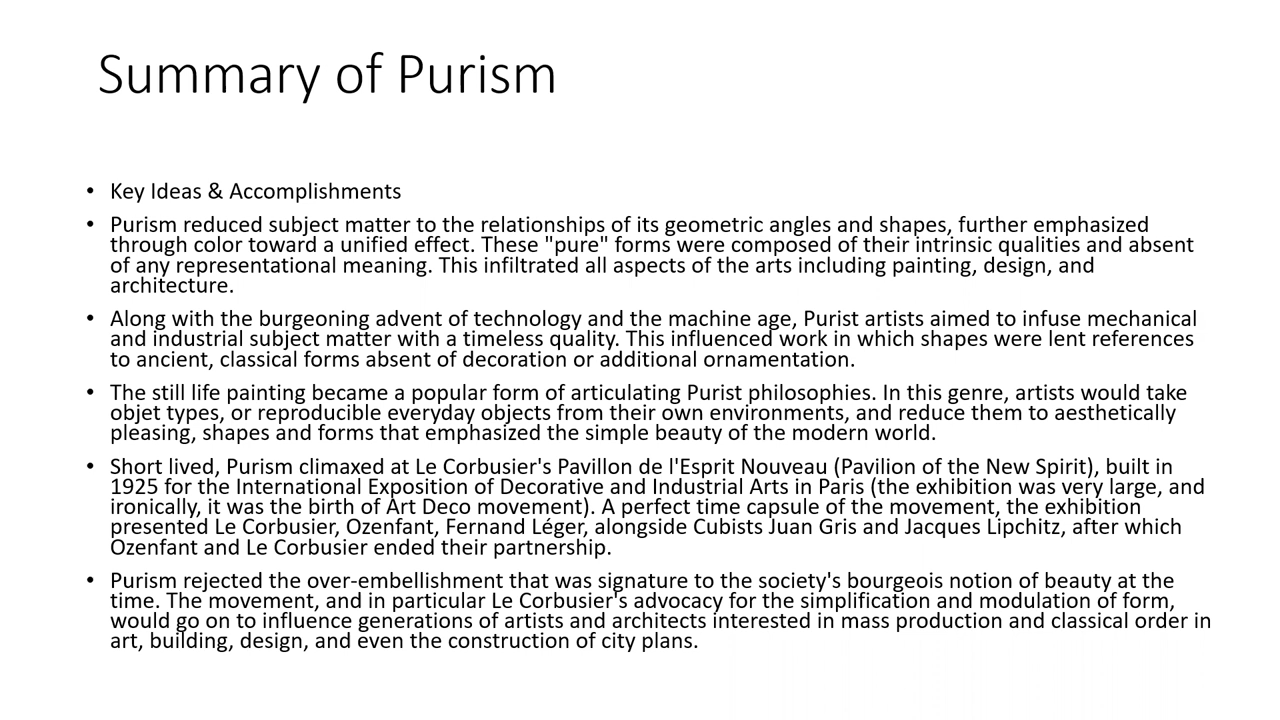 Summary of Purism
• Key Ideas & Accomplishments
• Purism reduced subject matter to the relationships of its geometric angles and shapes, further emphasized
through color toward a unified effect. These "pure" forms were composed of their intrinsic qualities and absent
of any representational meaning. This infiltrated all aspects of the arts including painting, design, and
architecture.
• Along with the burgeoning advent of technology and the machine age, Purist artists aimed to infuse mechanical
and industrial subject matter with a timeless quality. This influenced work in which shapes were lent references
to ancient, classical forms absent of decoration or additional ornamentation.
• The still life painting became a popular form of articulating Purist philosophies. In this genre, artists would take
objet types, or reproducible everyday objects from their own environments, and reduce them to aesthetically
pleasing, shapes and forms that emphasized the simple beauty of the modern world.
• Short lived, Purism climaxed at Le Corbusier's Pavillon de l'Esprit Nouveau (Pavilion of the New Spirit), built in
1925 for the International Exposition of Decorative and Industrial Arts in Paris (the exhibition was very large, and
ironically, it was the birth of Art Deco movement). A perfect time capsule of the movement, the exhibition
presented Le Corbusier, Ozenfant, Fernand Léger, alongside Cubists Juan Gris and Jacques Lipchitz, after which
Ozenfant and Le Corbusier ended their partnership.
• Purism rejected the over-embellishment that was signature to the society's bourgeois notion of beauty at the
time. The movement, and in particular Le Corbusier's advocacy for the simplification and modulation of form,
would go on to influence generations of artists and architects interested in mass production and classical order in
art, building, design, and even the construction of city plans.